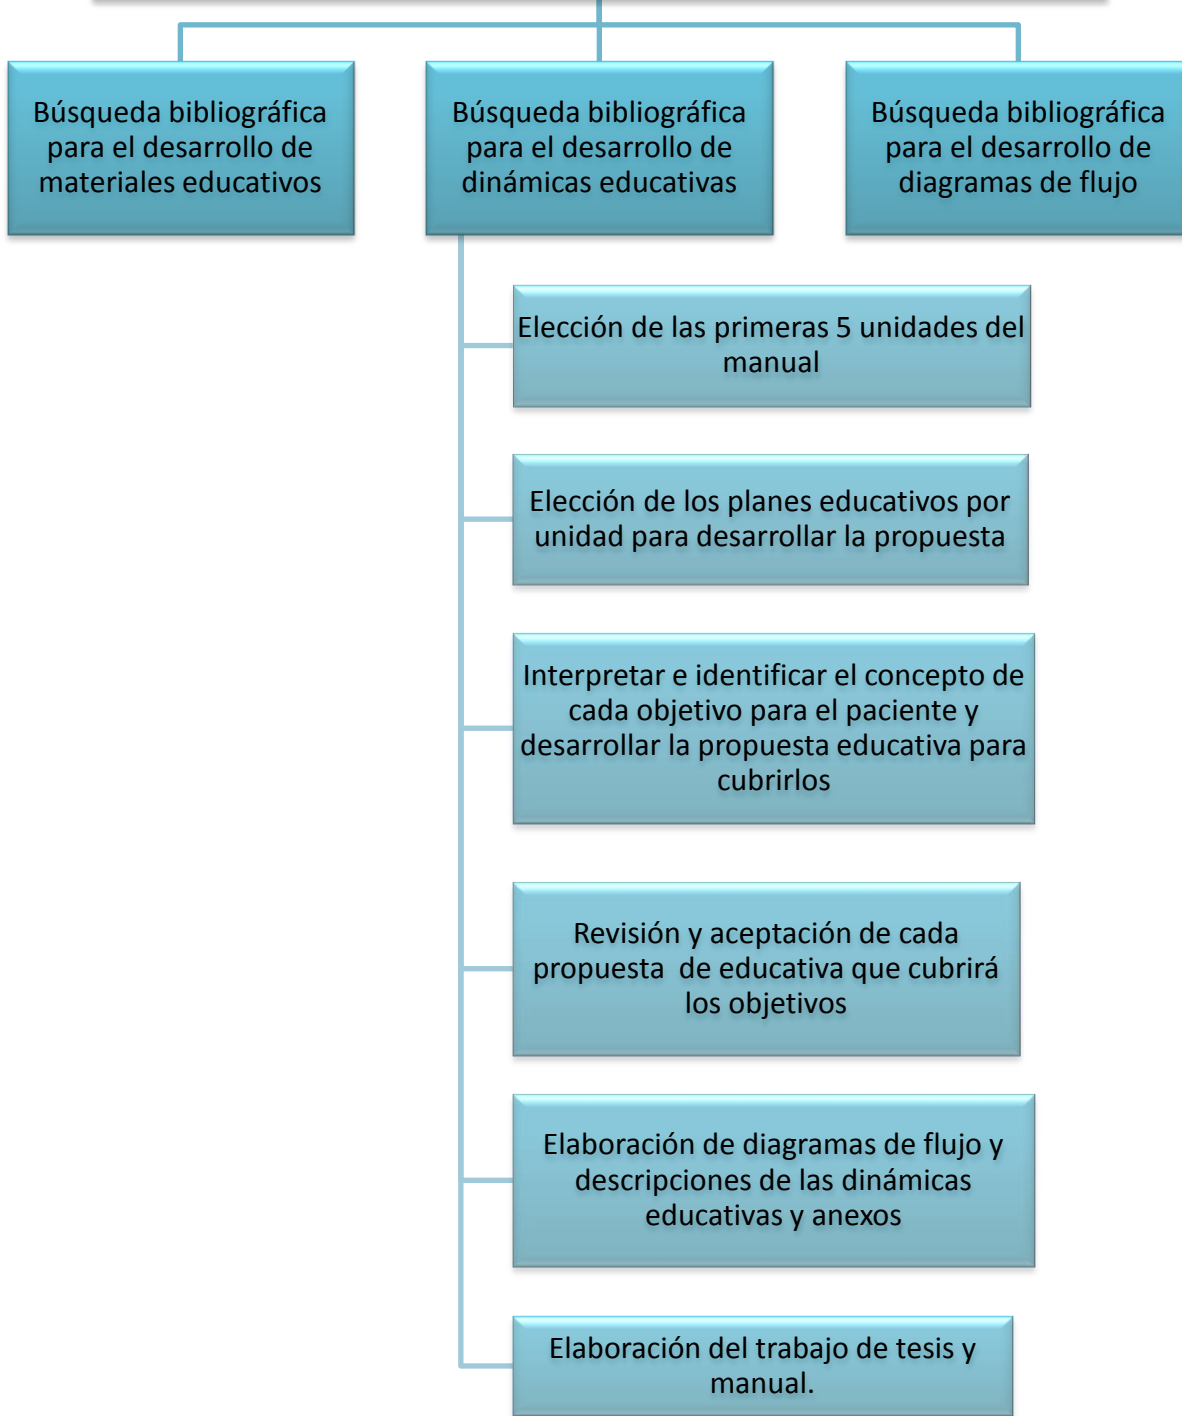 Búsqueda bibliográfica
para el desarrollo de
materiales educativos
Búsqueda bibliográfica
para el desarrollo de
dinámicas educativas
Búsqueda bibliográfica
para el desarrollo de
diagramas de flujo
Elección de las primeras 5 unidades del
manual
Elección de los planes educativos por
unidad para desarrollar la propuesta
Interpretar e identificar el concepto de
cada objetivo para el paciente y
desarrollar la propuesta educativa para
cubrirlos
Revisión y aceptación de cada
propuesta  de educativa que cubrirá
los objetivos
Elaboración de diagramas de flujo y
descripciones de las dinámicas
educativas y anexos
Elaboración del trabajo de tesis y
manual.